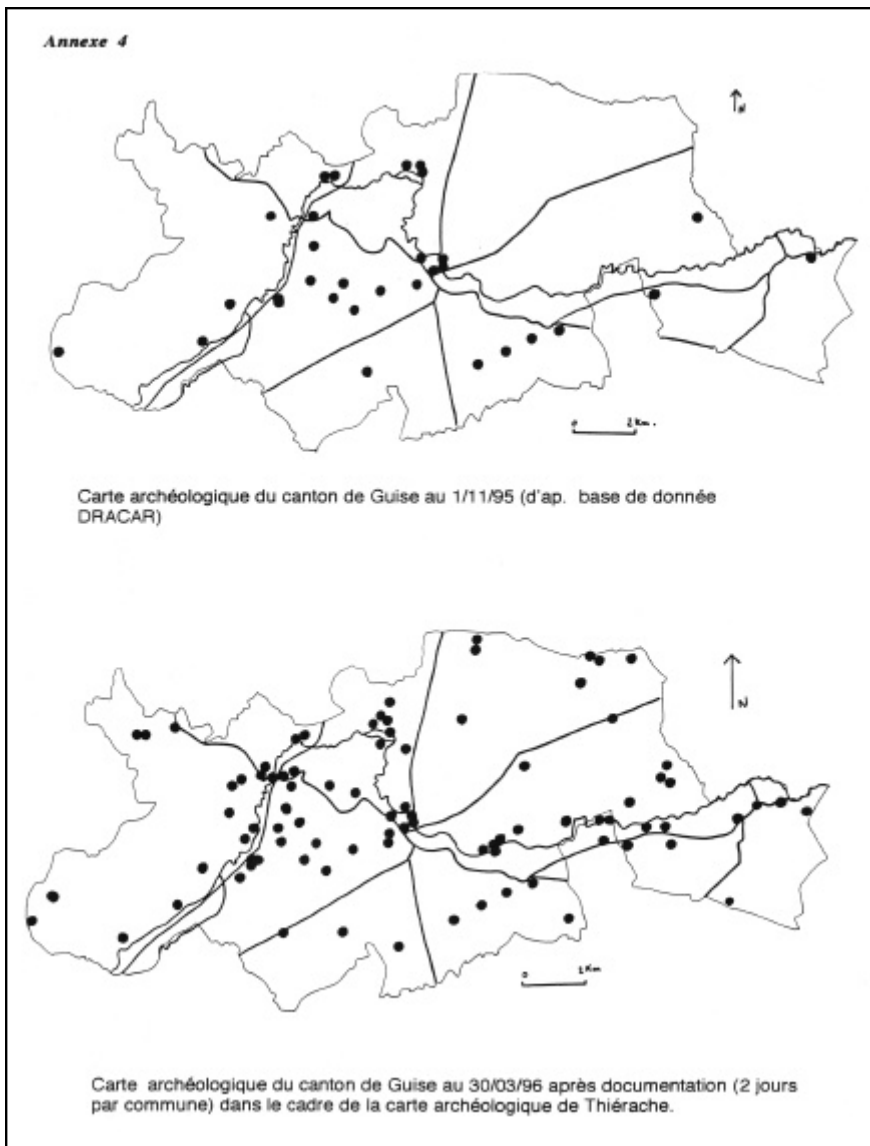 Annexe 4
N
0 2 Km.
Carte archéologique du canton de Guise au 1/11/95 (d'ap. base de donnée
DRACAR)
N
0 2 Km
Carte archéologique du canton de Guise au 30/03/96 après documentation (2 jours
par commune) dans le cadre de la carte archéologique de Thiérache.